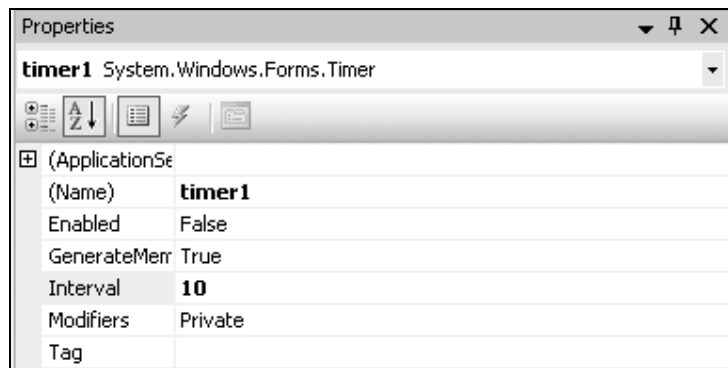 Properties
timer1 System.Windows.Forms.Timer
(ApplicationSe
(Name) timer1
Enabled False
GenerateMem True
Interval 10
Modifiers Private
Tag